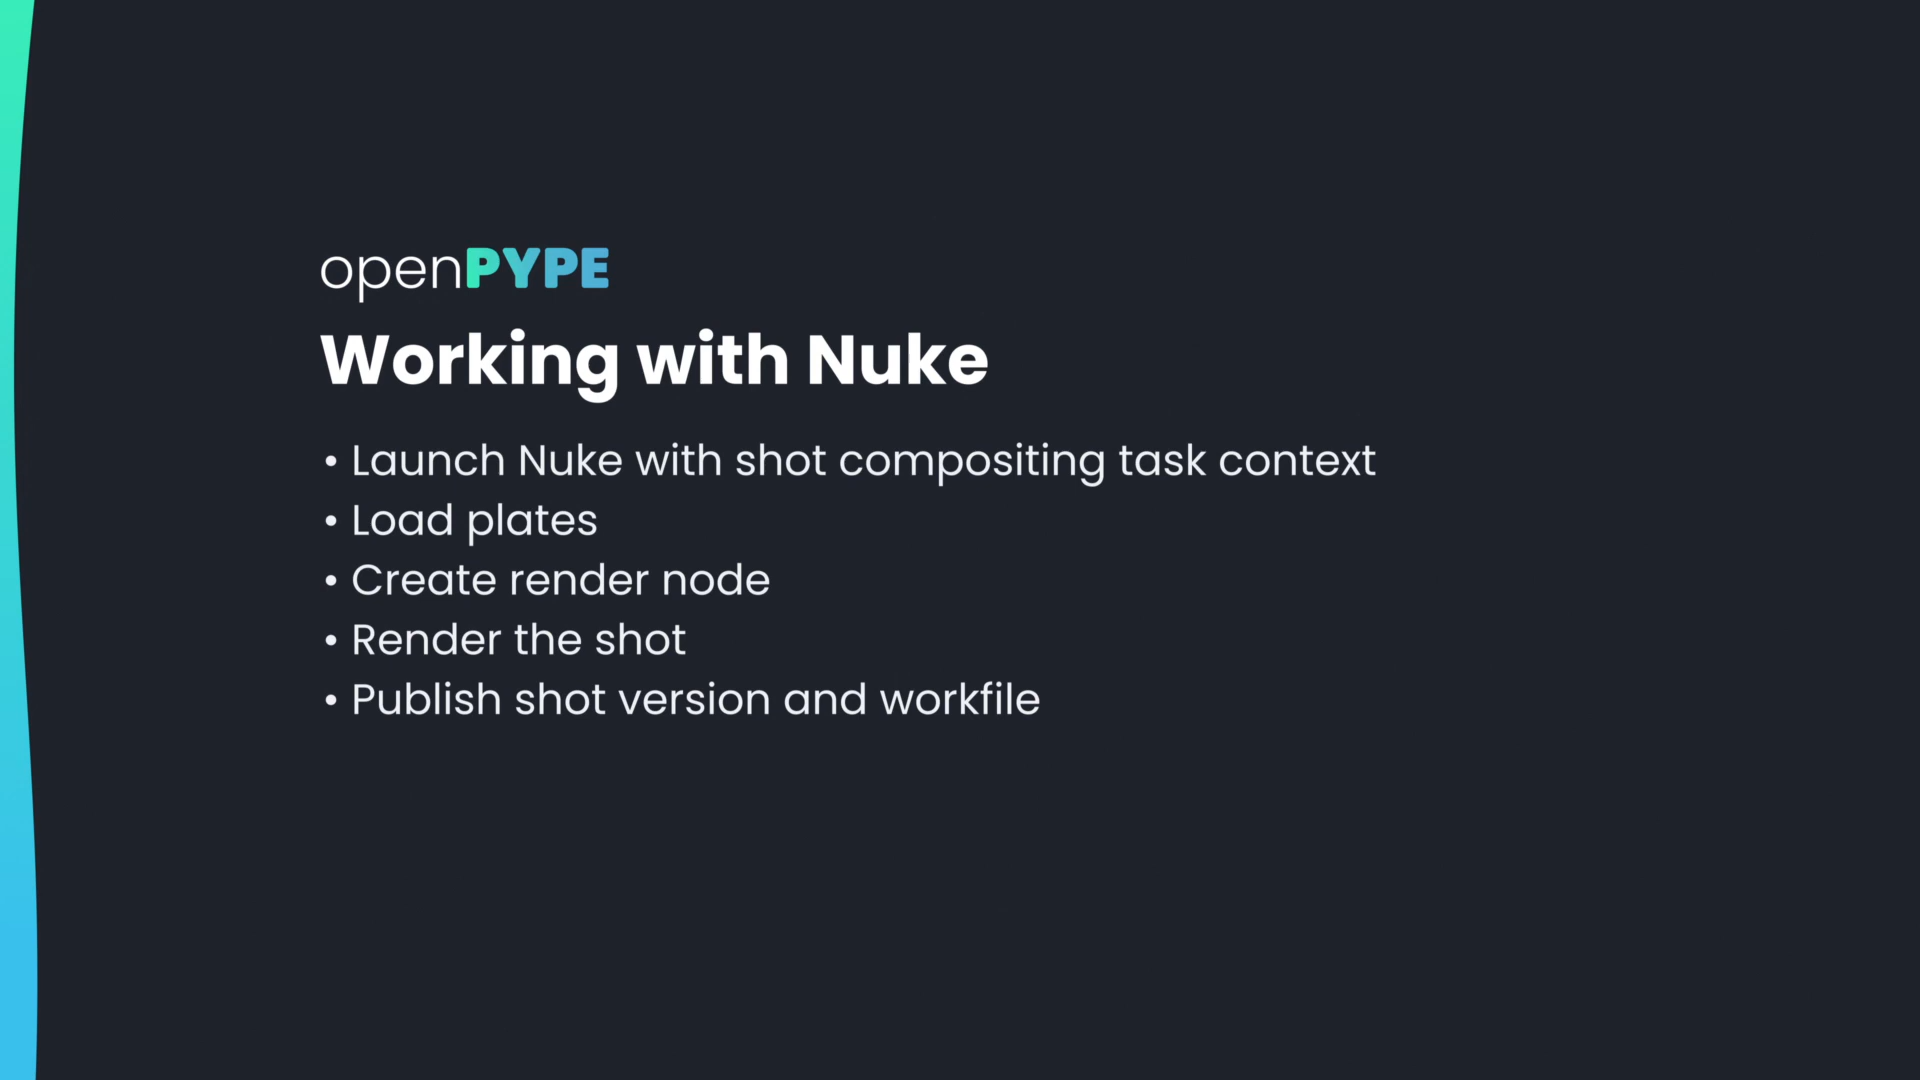 openPYPE
Working with Nuke
• Launch Nuke with shot compositing task context
• Load plates
• Create render node
• Render the shot
• Publish shot version and workfile